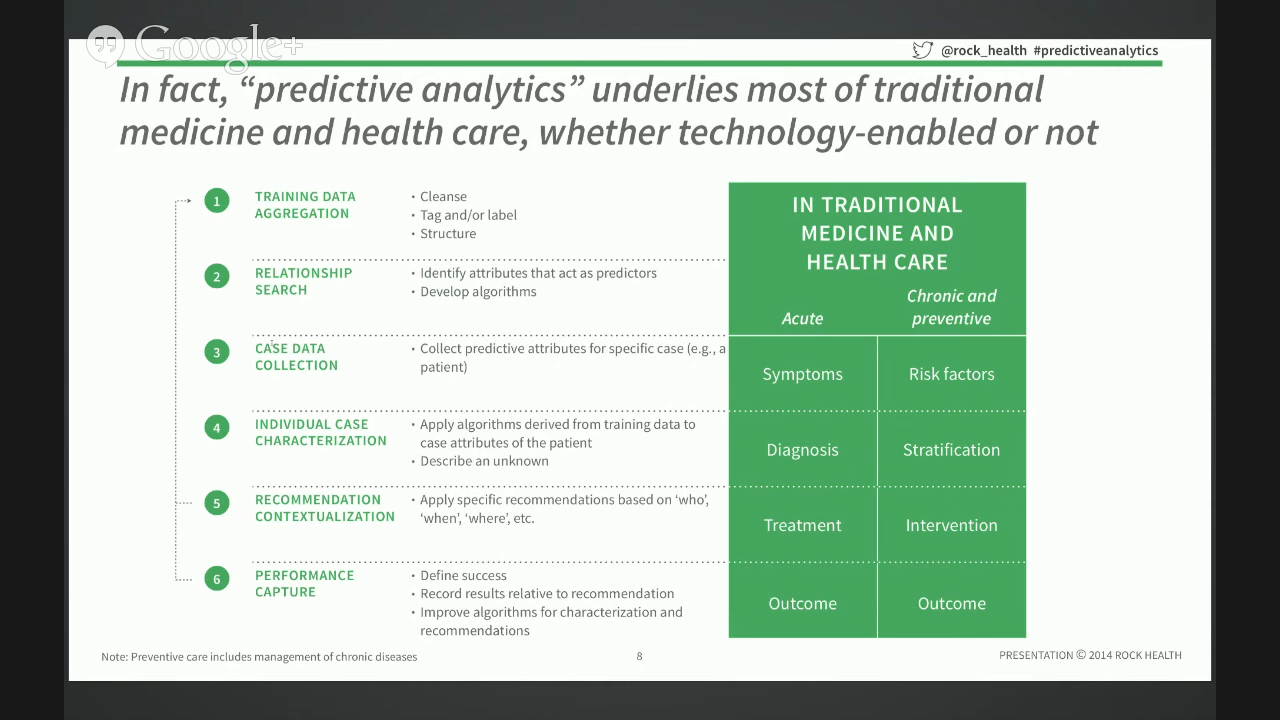 Google+
@rock_health #predictiveanalytics
In fact, “predictive analytics” underlies most of traditional
medicine and health care, whether technology-enabled or not
1
TRAINING DATA
AGGREGATION
• Cleanse
• Tag and/or label
• Structure
2
RELATIONSHIP
SEARCH
• Identify attributes that act as predictors
• Develop algorithms
3
CASE DATA
COLLECTION
• Collect predictive attributes for specific case (e.g., a
patient)
4
INDIVIDUAL CASE
CHARACTERIZATION
• Apply algorithms derived from training data to
case attributes of the patient
• Describe an unknown
5
RECOMMENDATION
CONTEXTUALIZATION
• Apply specific recommendations based on ‘who’,
‘when’, ‘where’, etc.
6
PERFORMANCE
CAPTURE
• Define success
• Record results relative to recommendation
• Improve algorithms for characterization and
recommendations
IN TRADITIONAL
MEDICINE AND
HEALTH CARE
Acute
Chronic and
preventive
Symptoms
Risk factors
Diagnosis
Stratification
Treatment
Intervention
Outcome
Outcome
Note: Preventive care includes management of chronic diseases
8
PRESENTATION © 2014 ROCK HEALTH